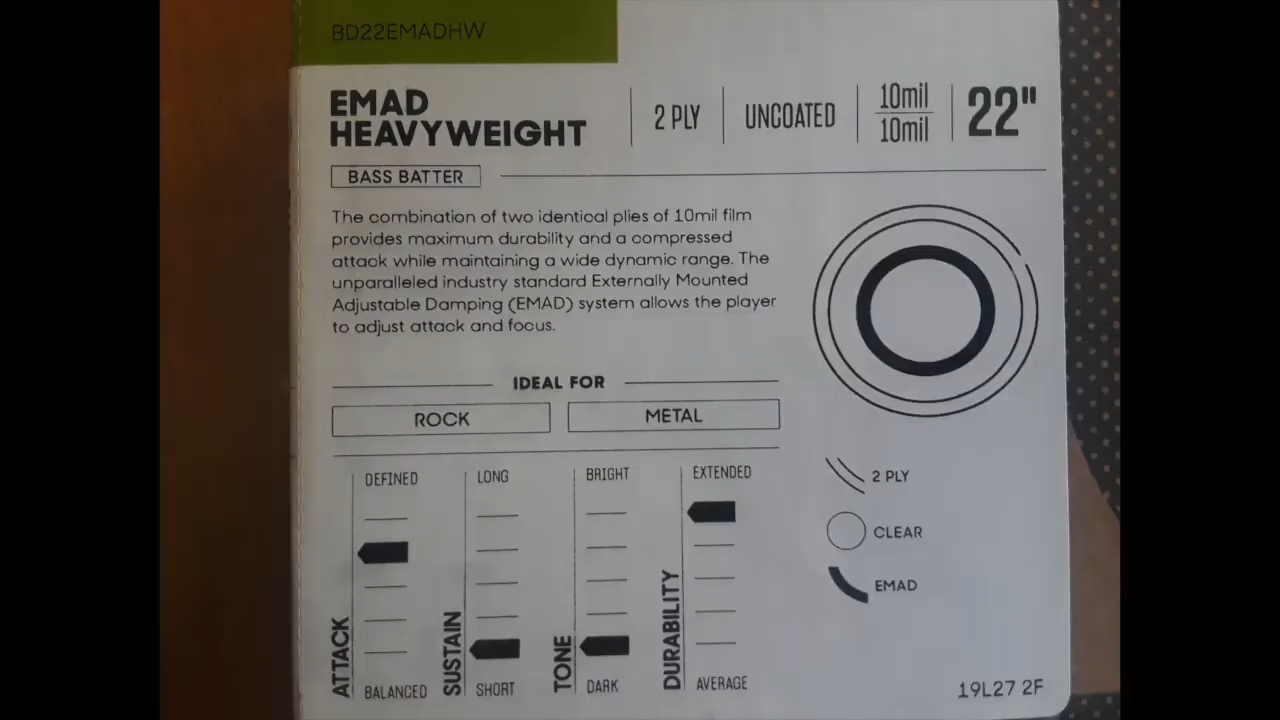 BD22EMADHW
EMAD
HEAVYWEIGHT
2 PLY
UNCOATED
10mil
10mil
22"
BASS BATTER
The combination of two identical plies of 10mil film
provides maximum durability and a compressed
attack while maintaining a wide dynamic range. The
unparalleled industry standard Externally Mounted
Adjustable Damping (EMAD) system allows the player
to adjust attack and focus.
IDEAL FOR
ROCK
METAL
ATTACK
DEFINED
BALANCED
SUSTAIN
LONG
SHORT
TONE
BRIGHT
DARK
DURABILITY
EXTENDED
AVERAGE
2 PLY
CLEAR
EMAD
19L27 2F